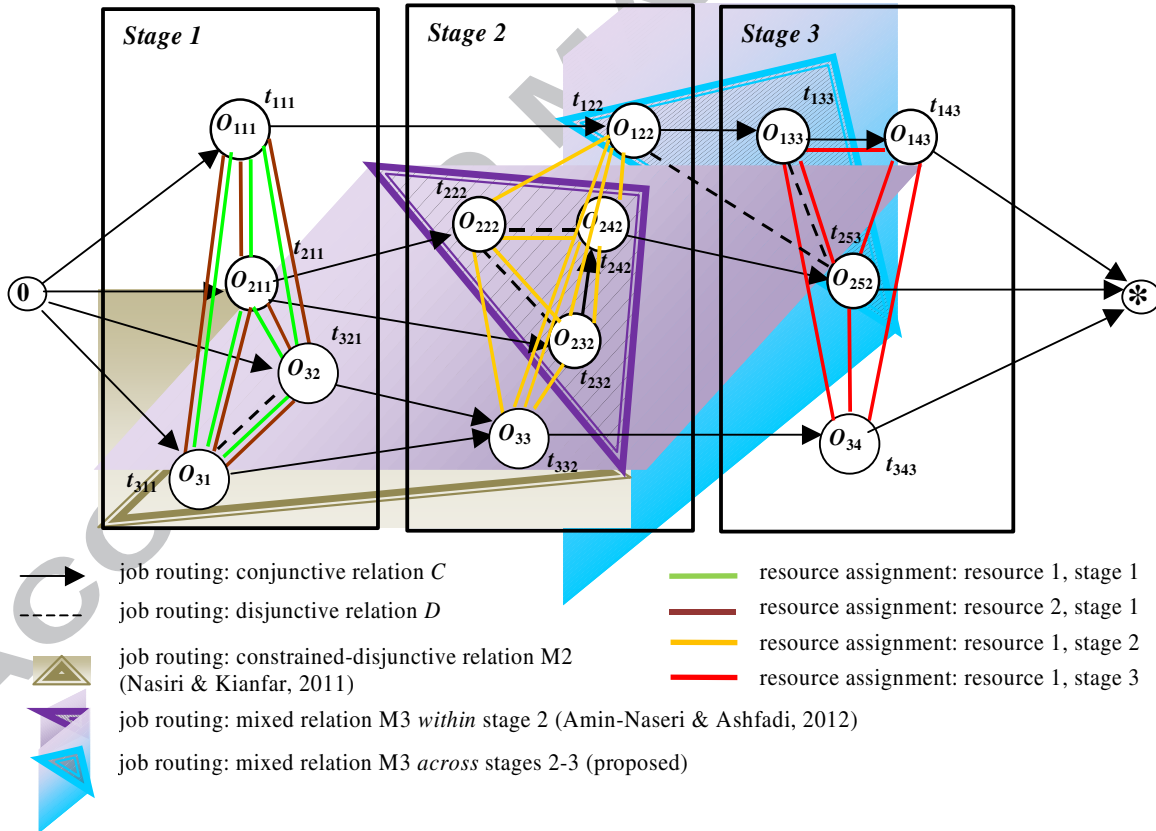 Stage 1
Stage 2
Stage 3
t111
O111
t122
O122
t133
O133
t143
O143
t222
O222
O242
t242
t211
O211
t253
O252
0
*
t321
O32
O232
t232
O31
t311
O33
t332
O34
t343
job routing: conjunctive relation C
job routing: disjunctive relation D
job routing: constrained-disjunctive relation M2
(Nasiri & Kianfar, 2011)
job routing: mixed relation M3 within stage 2 (Amin-Naseri & Ashfadi, 2012)
job routing: mixed relation M3 across stages 2-3 (proposed)
resource assignment: resource 1, stage 1
resource assignment: resource 2, stage 1
resource assignment: resource 1, stage 2
resource assignment: resource 1, stage 3